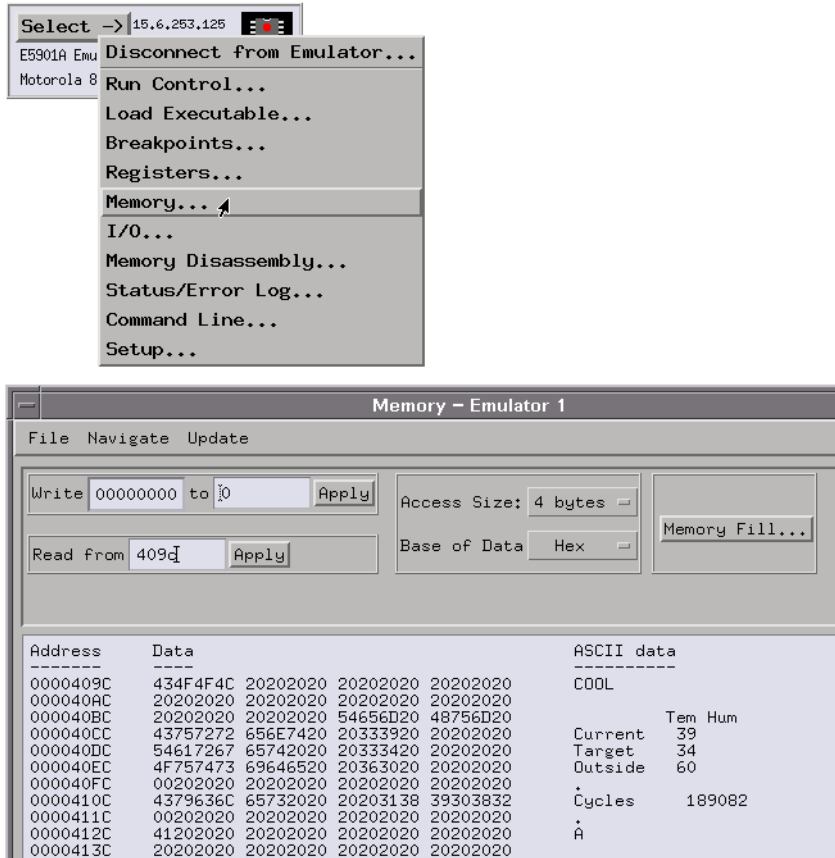 Select -> 15.6.253.125
E5901A Emu
Motorola 8
Disconnect from Emulator...
Run Control...
Load Executable...
Breakpoints...
Registers...
Memory...
I/O...
Memory Disassembly...
Status/Error Log...
Command Line...
Setup...
Memory – Emulator 1
File Navigate Update
Write 00000000 to 0 Apply
Access Size: 4 bytes
Memory Fill...
Read from 409c Apply
Base of Data Hex
Address Data ASCII data
------- ---- ----------
0000409C 434F4F4C 20202020 20202020 20202020 COOL
000040AC 20202020 20202020 20202020 20202020
000040BC 20202020 20202020 54656D20 48756D20 Tem Hum
000040CC 43757272 656E7420 20333920 20202020 Current 39
000040DC 54617267 65742020 20333420 20202020 Target 34
000040EC 4F757473 69646520 20363020 20202020 Outside 60
000040FC 00202020 20202020 20202020 20202020 .
0000410C 4379636C 65732020 20203138 39303832 Cycles 189082
0000411C 00202020 20202020 20202020 20202020 .
0000412C 41202020 20202020 20202020 20202020 A
0000413C 20202020 20202020 20202020 20202020